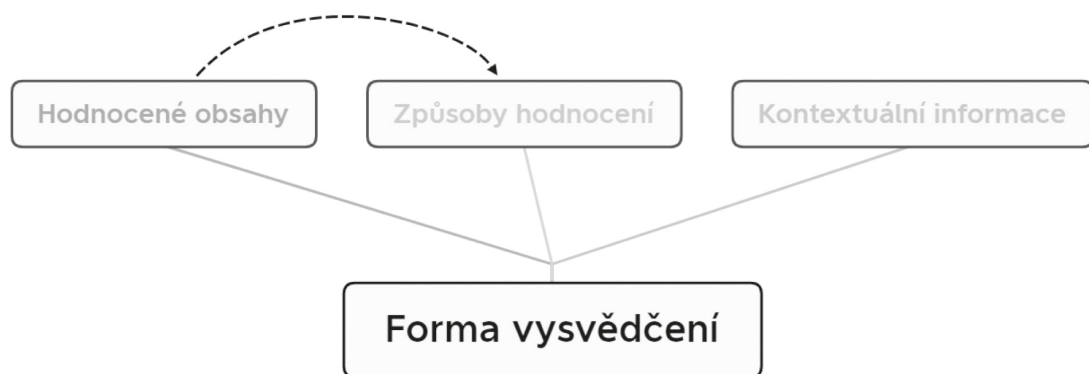 Hodnocené obsahy
Způsoby hodnocení
Kontextuální informace
Forma vysvědčení